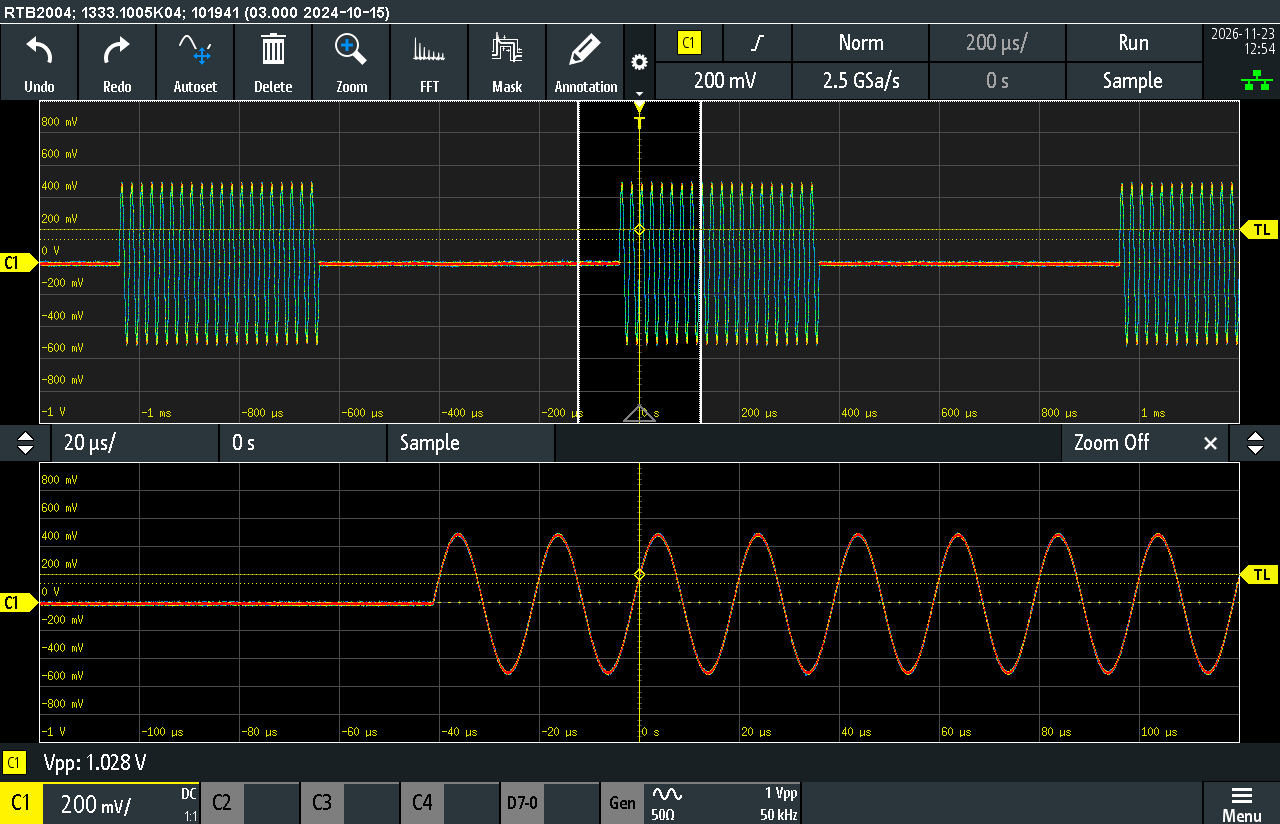 RTB2004; 1333.1005K04; 101941 (03.000 2024-10-15)
Undo Redo Autoset Delete Zoom FFT Mask Annotation
C1 Norm 200 µs/ Run
200 mV 2.5 GSa/s 0 s Sample
2026-11-23
12:54
T
800 mV
600 mV
400 mV
200 mV
TL
0 V
C1
-200 mV
-400 mV
-600 mV
-800 mV
-1 V -1 ms -800 µs -600 µs -400 µs -200 µs 0 s 200 µs 400 µs 600 µs 800 µs 1 ms
20 µs/ 0 s Sample Zoom Off
800 mV
600 mV
400 mV
200 mV
TL
0 V
C1
-200 mV
-400 mV
-600 mV
-800 mV
-1 V -100 µs -80 µs -60 µs -40 µs -20 µs 0 s 20 µs 40 µs 60 µs 80 µs 100 µs
C1 Vpp: 1.028 V
C1 200 mV/ DC 1:1 C2 C3 C4 D7-0 Gen 50Ω 1 Vpp 50 kHz Menu